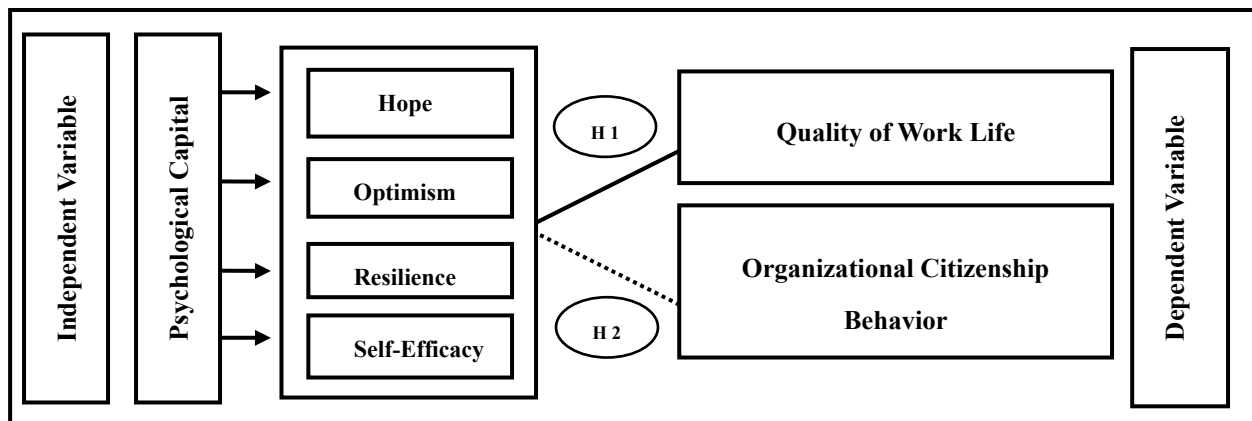 Independent Variable
Psychological Capital
Hope
Optimism
Resilience
Self-Efficacy
H 1
H 2
Quality of Work Life
Organizational Citizenship
Behavior
Dependent Variable